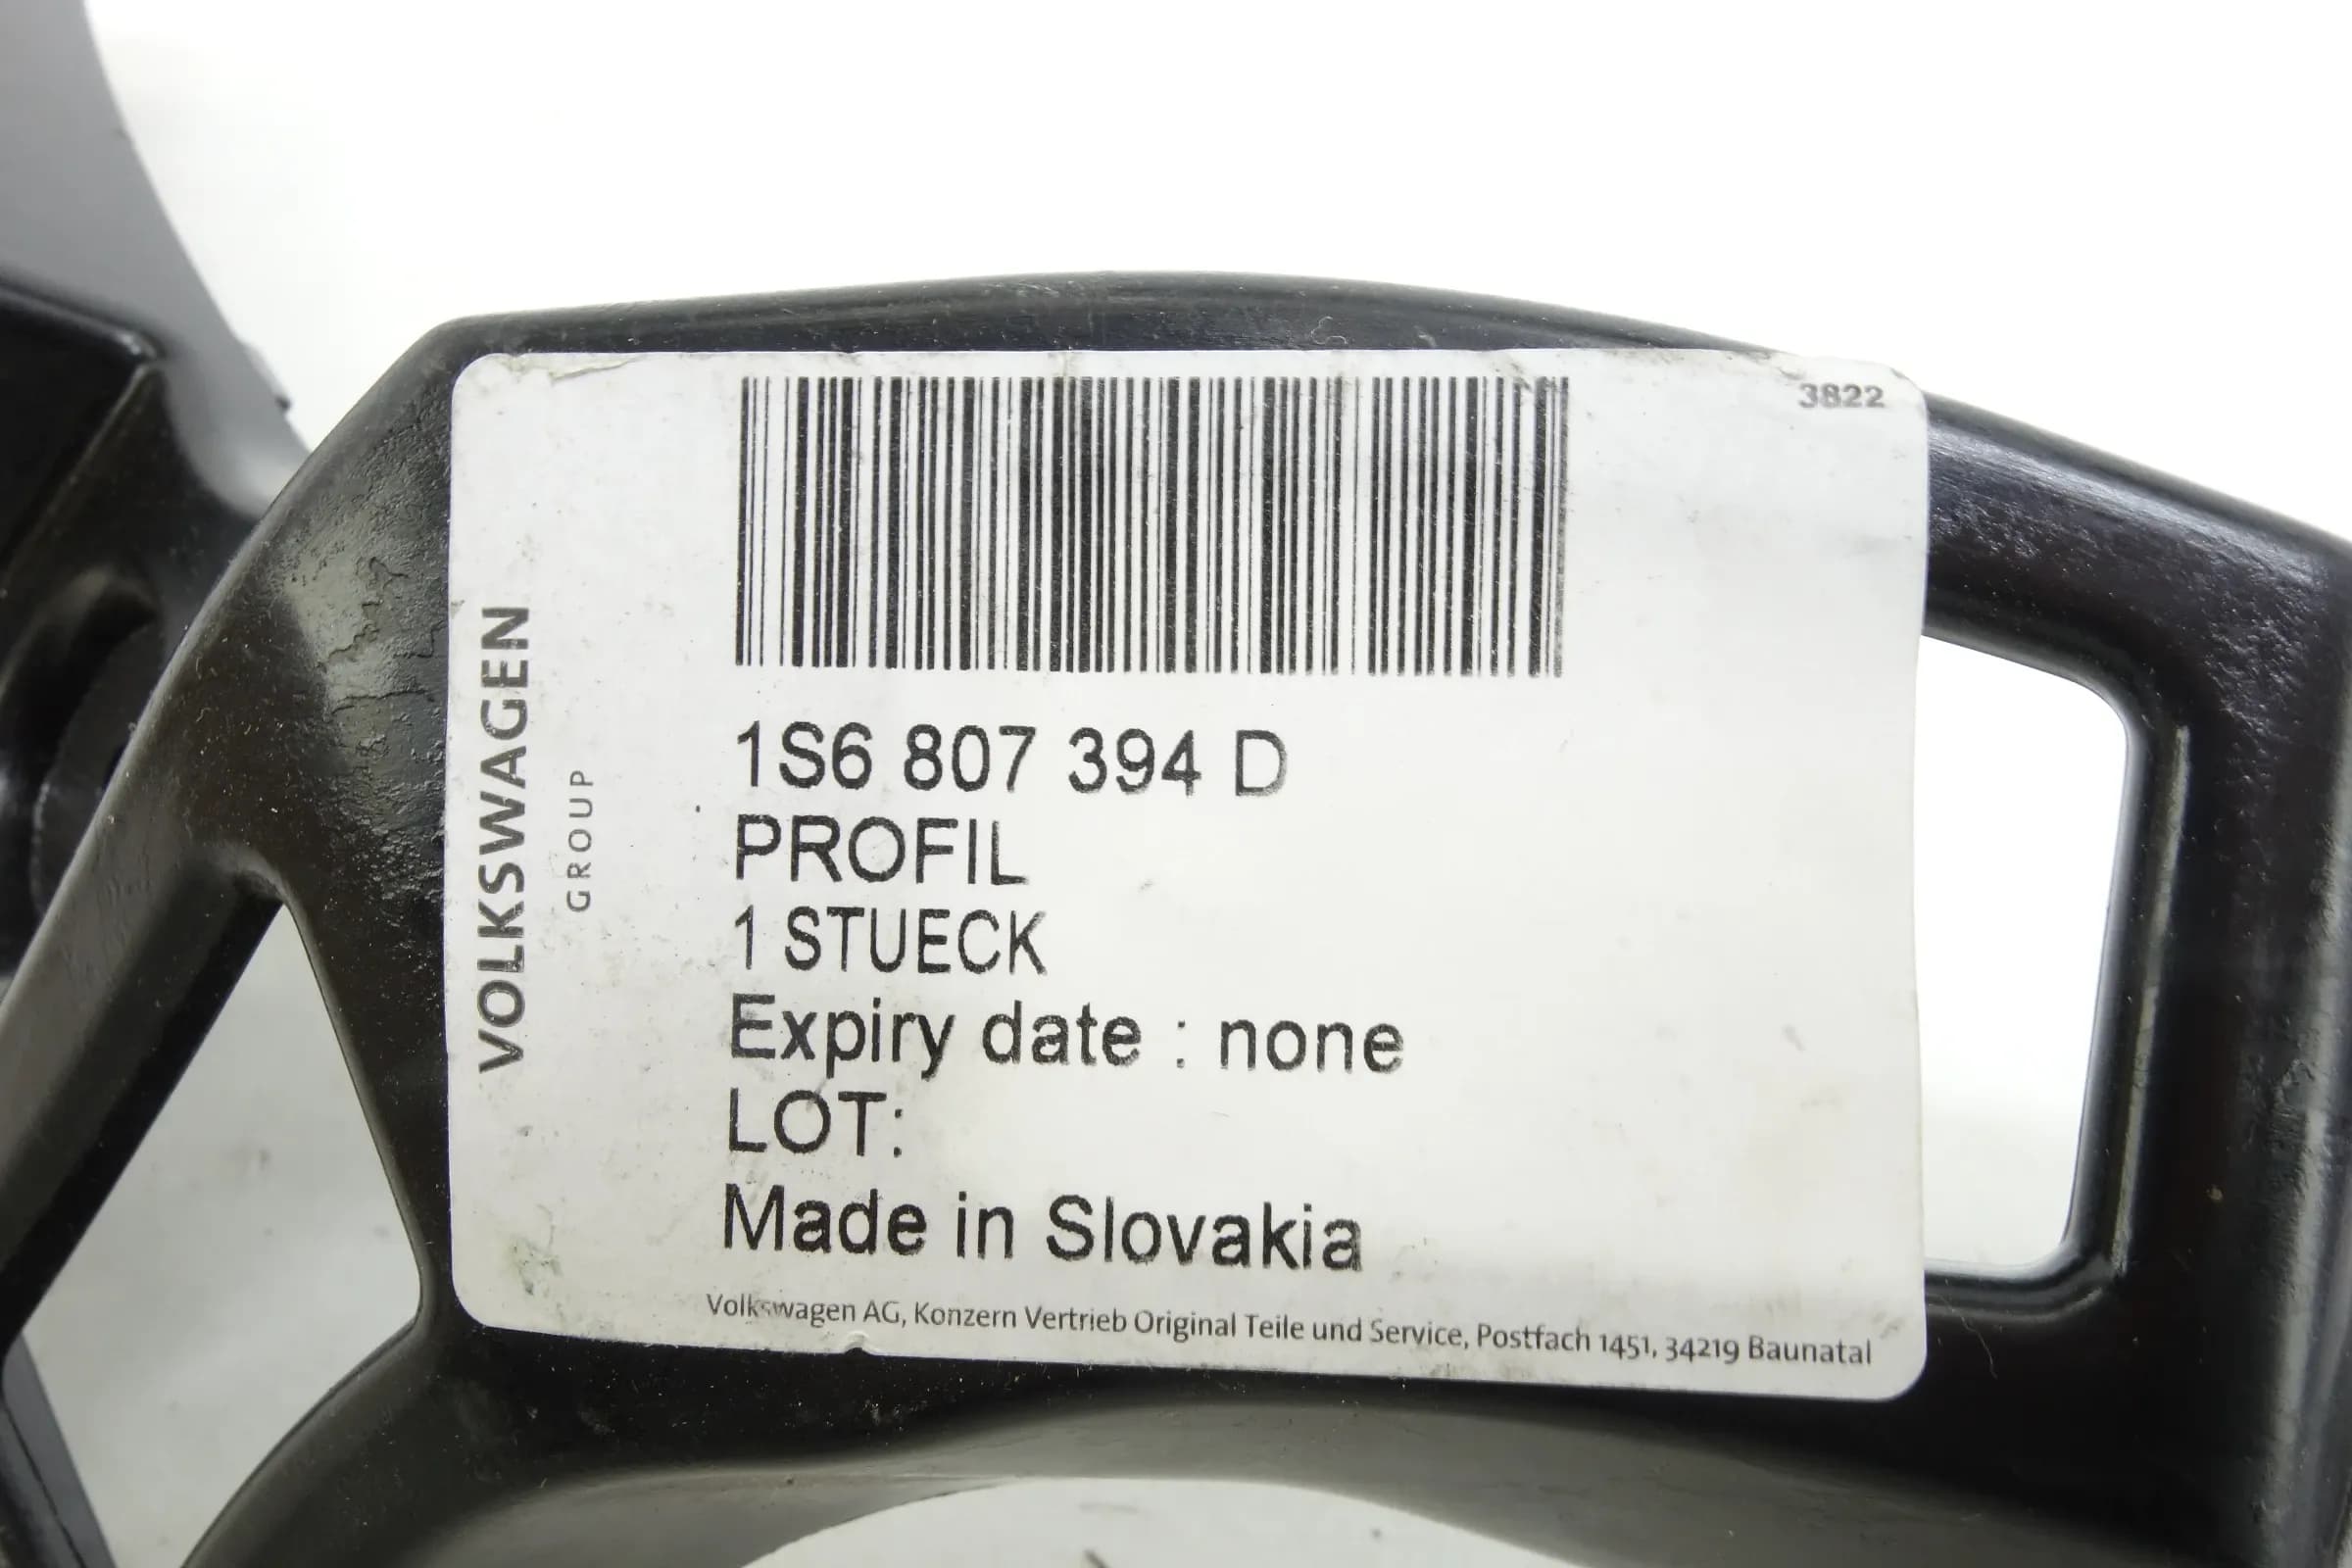 3822
VOLKSWAGEN
GROUP
1S6 807 394 D
PROFIL
1 STUECK
Expiry date : none
LOT:
Made in Slovakia
Volkswagen AG, Konzern Vertrieb Original Teile und Service, Postfach 1451, 34219 Baunatal